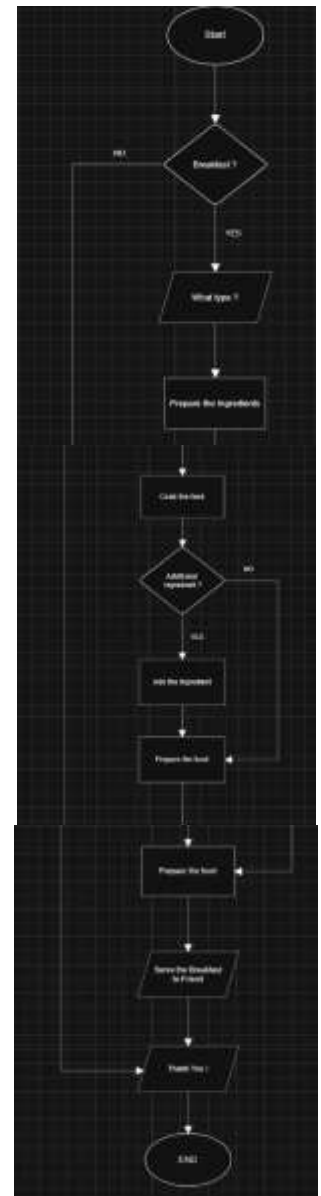 Start
Breakfast ?
NO
YES
What type ?
Prepare the Ingredients
Cook the food
Additional
ingredient ?
NO
YES
Add the Ingredient
Prepare the food
Prepare the food
Serve the Breakfast
to Friend
Thank You !
END